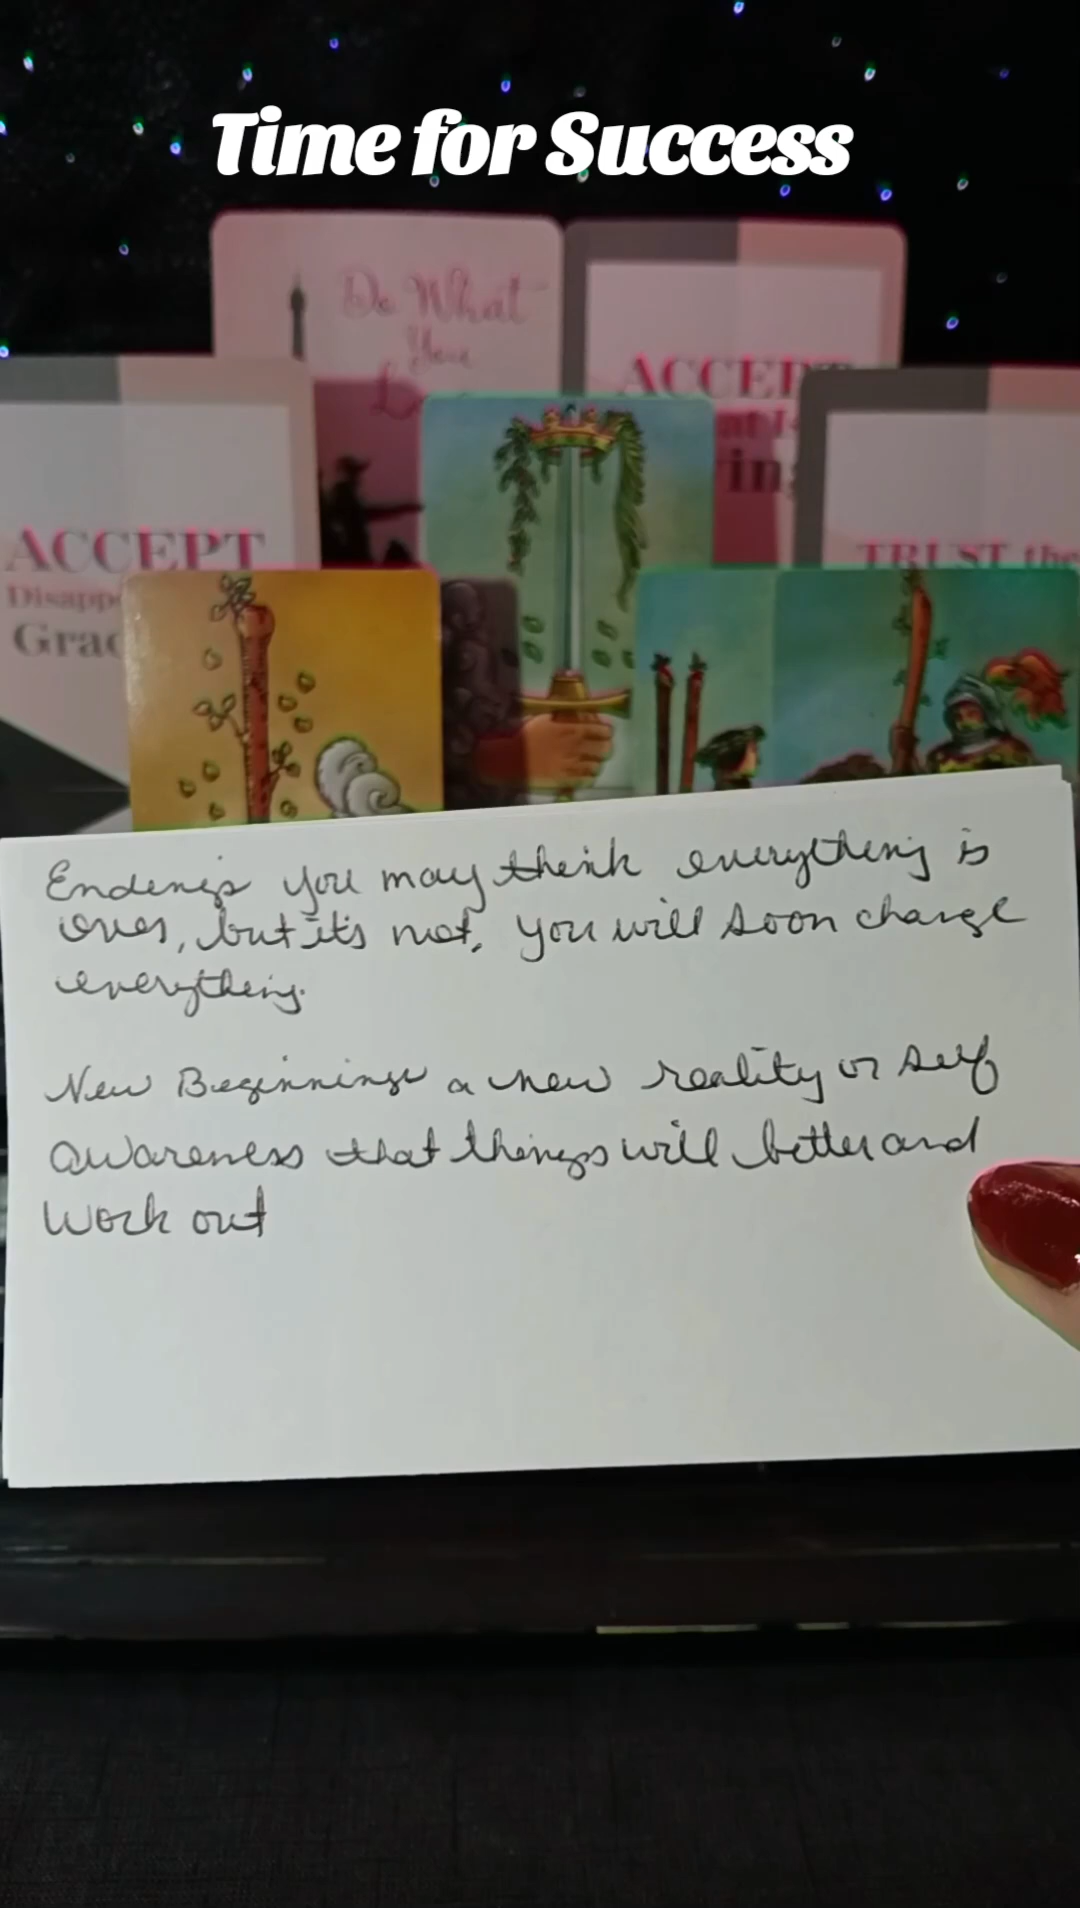 Time for Success
Do What
You
ACCEPT
ACCEPT
TRUST the
Endings you may think everything is
over, but it's not, you will soon change
everything.
New Beginnings a new reality or self
awareness that things will better and
work out